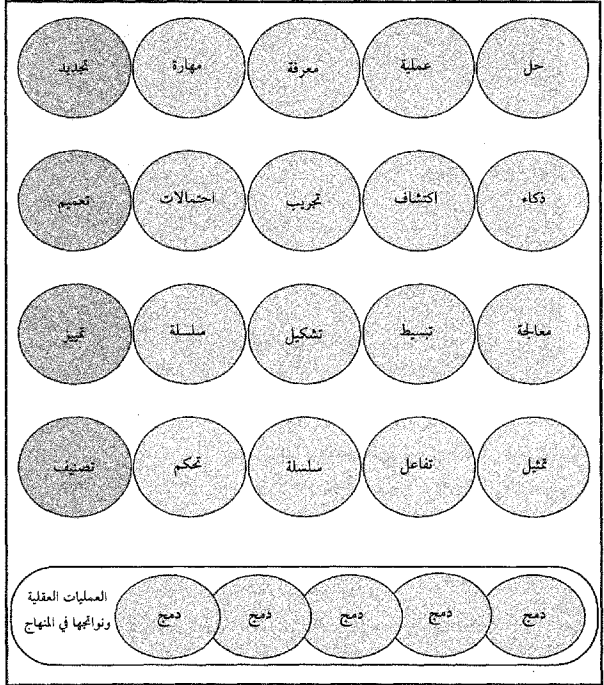 حل عملية معرفة مهارة تجديد
ذكاء اكتشاف تجريب احتمالات تعميم
معالجة تبسيط تشكيل سلسلة تمييز
تمثيل تفاعل سلسلة تحكم تصنيف
دمج دمج دمج دمج دمج
العمليات العقلية
ونواتجها في المنهاج